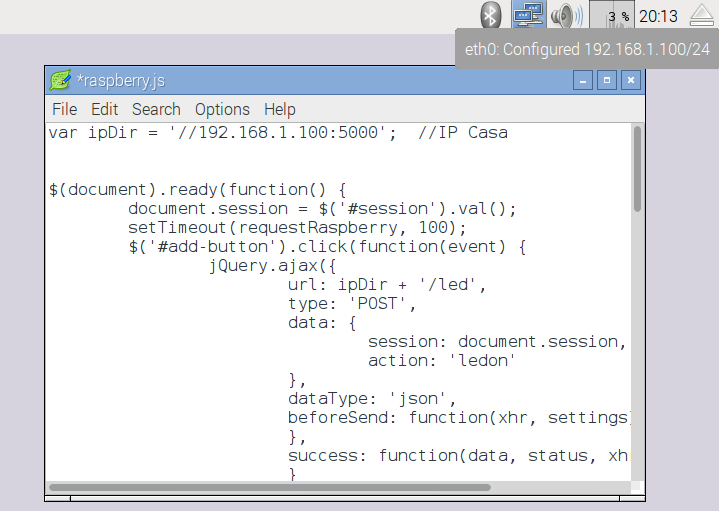 3 % 20:13
eth0: Configured 192.168.1.100/24
*raspberry.js
File Edit Search Options Help
var ipDir = '//192.168.1.100:5000';  //IP Casa
$(document).ready(function() {
document.session = $('#session').val();
setTimeout(requestRaspberry, 100);
$('#add-button').click(function(event) {
jQuery.ajax({
url: ipDir + '/led',
type: 'POST',
data: {
session: document.session,
action: 'ledon'
},
dataType: 'json',
beforeSend: function(xhr, settings)
},
success: function(data, status, xh
}